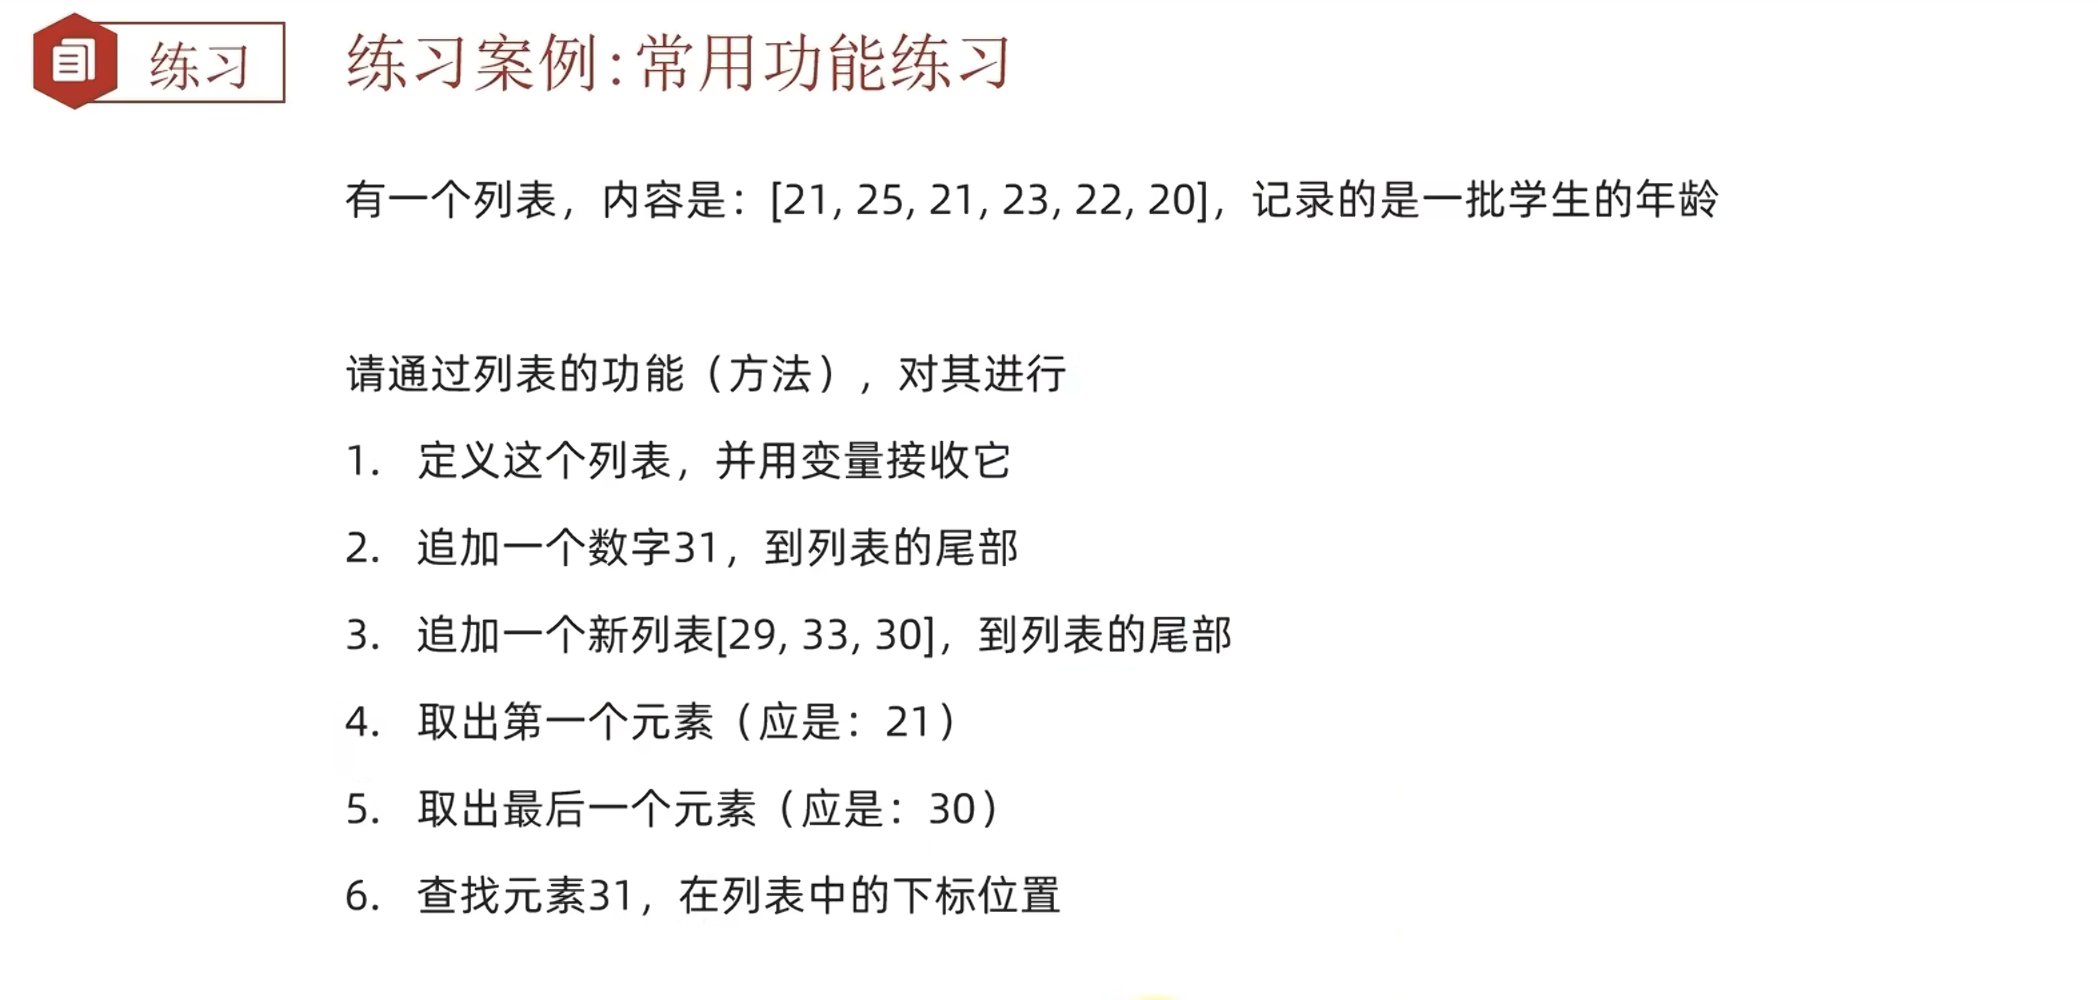 练习
练习案例：常用功能练习
有一个列表，内容是：[21, 25, 21, 23, 22, 20]，记录的是一批学生的年龄
请通过列表的功能（方法），对其进行
1. 定义这个列表，并用变量接收它
2. 追加一个数字31，到列表的尾部
3. 追加一个新列表[29, 33, 30]，到列表的尾部
4. 取出第一个元素（应是：21）
5. 取出最后一个元素（应是：30）
6. 查找元素31，在列表中的下标位置